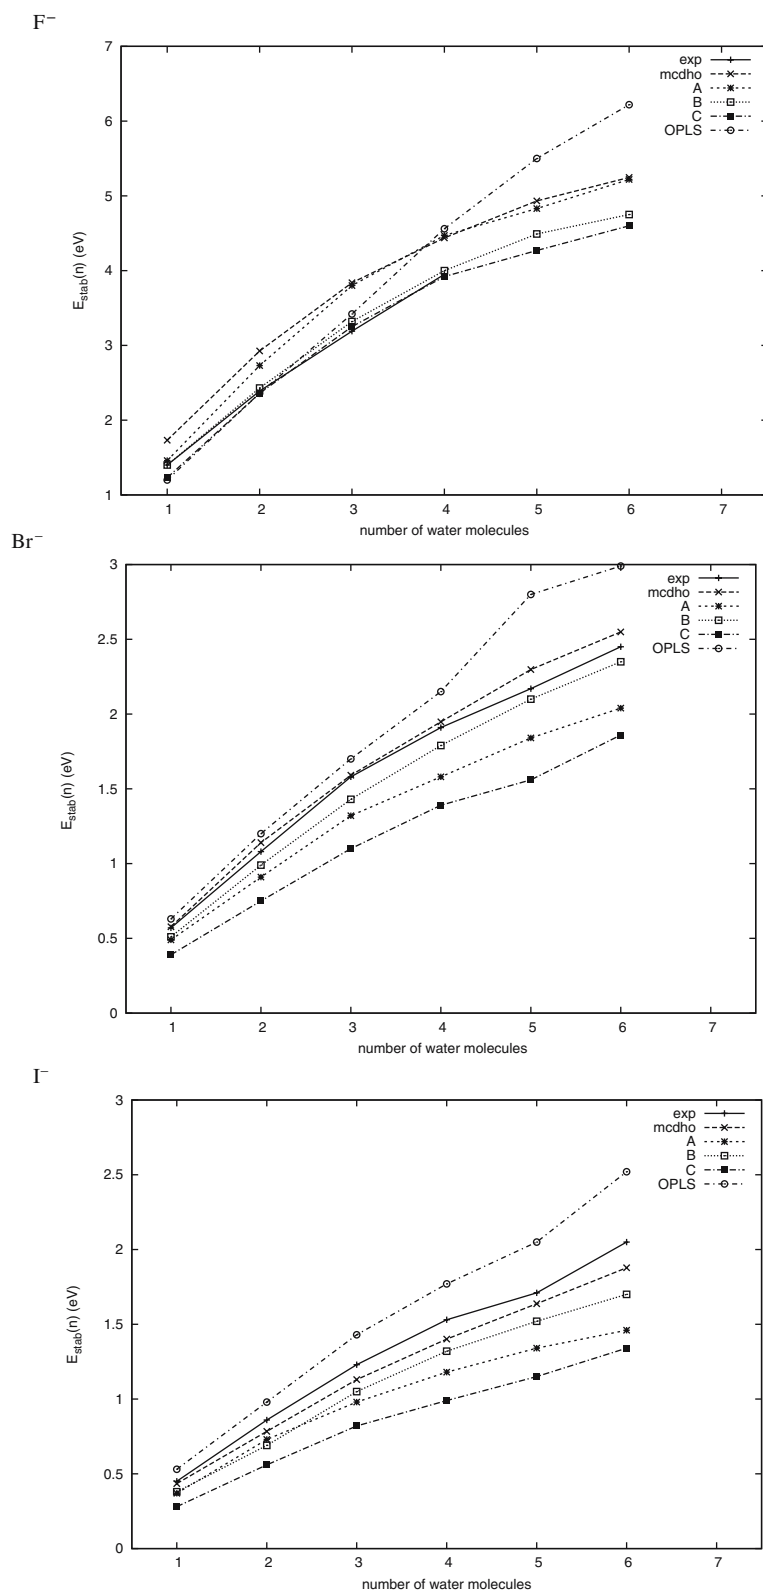 F−
7
6
5
4
3
2
1
E_stab(n) (eV)
exp
mcdho
A
B
C
OPLS
1 2 3 4 5 6 7
number of water molecules
Br−
3
2.5
2
1.5
1
0.5
0
E_stab(n) (eV)
exp
mcdho
A
B
C
OPLS
1 2 3 4 5 6 7
number of water molecules
I−
3
2.5
2
1.5
1
0.5
0
E_stab(n) (eV)
exp
mcdho
A
B
C
OPLS
1 2 3 4 5 6 7
number of water molecules